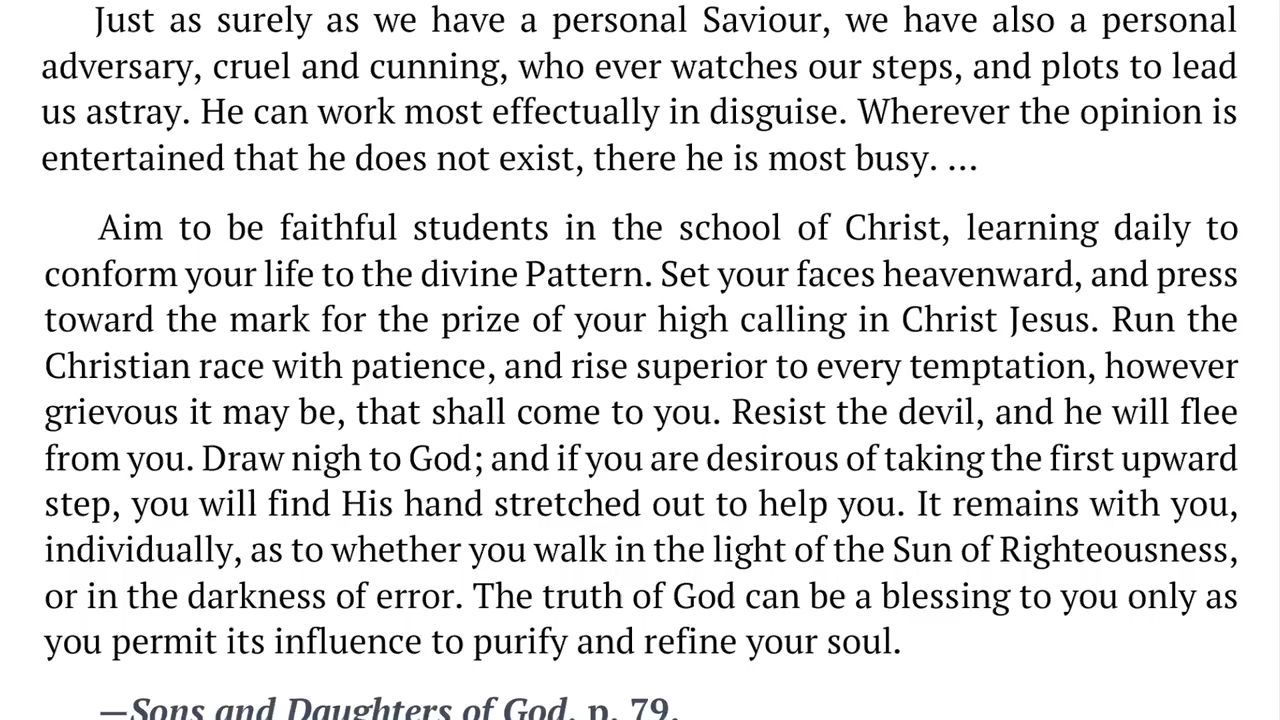 Just as surely as we have a personal Saviour, we have also a personal
adversary, cruel and cunning, who ever watches our steps, and plots to lead
us astray. He can work most effectually in disguise. Wherever the opinion is
entertained that he does not exist, there he is most busy. ...
Aim to be faithful students in the school of Christ, learning daily to
conform your life to the divine Pattern. Set your faces heavenward, and press
toward the mark for the prize of your high calling in Christ Jesus. Run the
Christian race with patience, and rise superior to every temptation, however
grievous it may be, that shall come to you. Resist the devil, and he will flee
from you. Draw nigh to God; and if you are desirous of taking the first upward
step, you will find His hand stretched out to help you. It remains with you,
individually, as to whether you walk in the light of the Sun of Righteousness,
or in the darkness of error. The truth of God can be a blessing to you only as
you permit its influence to purify and refine your soul.
—Sons and Daughters of God, p. 79.